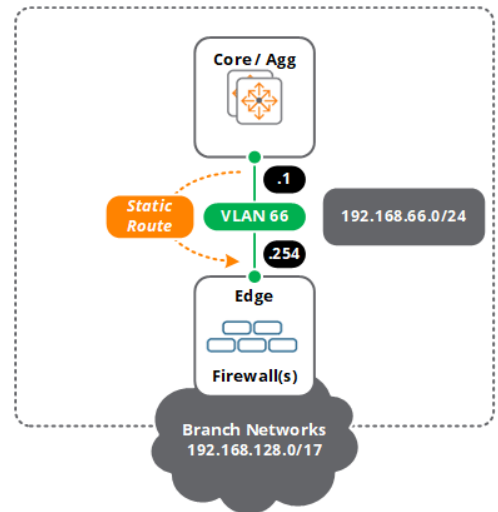 Core / Agg
.1
Static
Route
VLAN 66
192.168.66.0/24
.254
Edge
Firewall(s)
Branch Networks
192.168.128.0/17